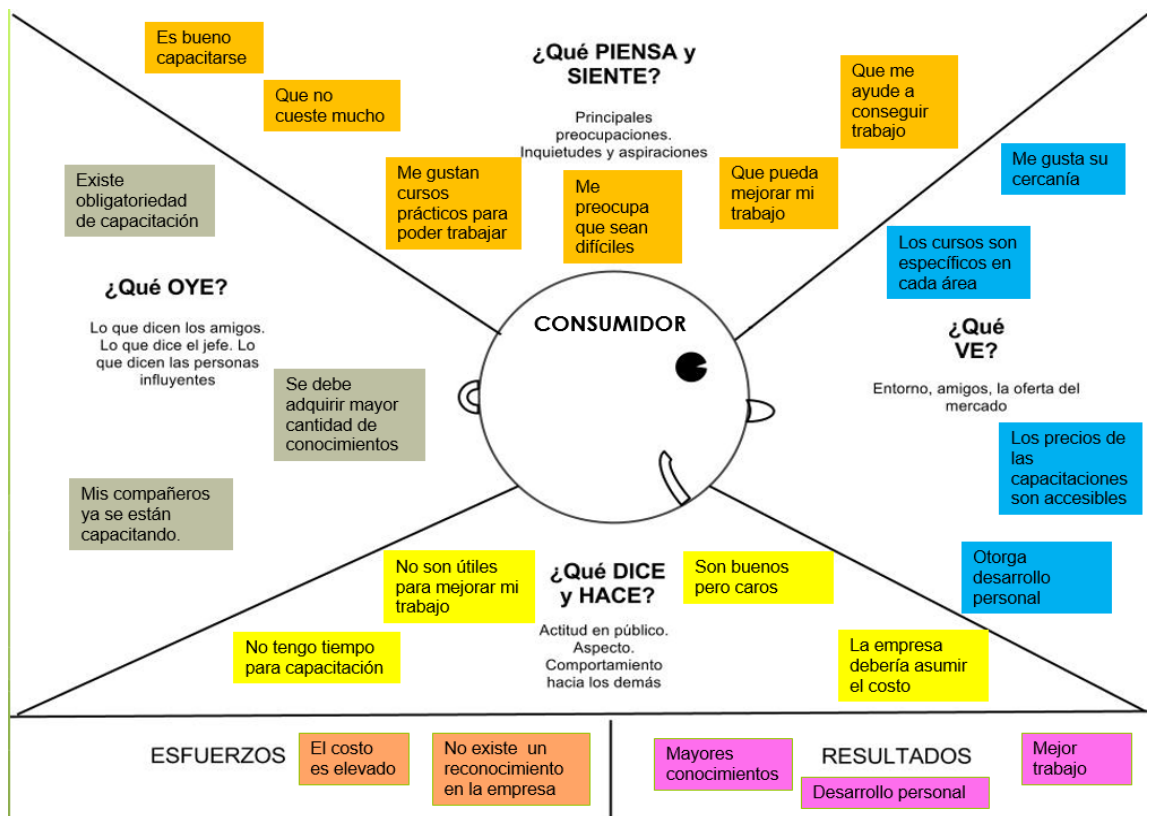 ¿Qué PIENSA y
SIENTE?
Principales
preocupaciones.
Inquietudes y aspiraciones
Es bueno
capacitarse
Que no
cueste mucho
Me gustan
cursos
prácticos para
poder trabajar
Me
preocupa
que sean
difíciles
Que pueda
mejorar mi
trabajo
Que me
ayude a
conseguir
trabajo
Existe
obligatoriedad
de capacitación
¿Qué OYE?
Lo que dicen los amigos.
Lo que dice el jefe. Lo
que dicen las personas
influyentes
Se debe
adquirir mayor
cantidad de
conocimientos
Mis compañeros
ya se están
capacitando.
CONSUMIDOR
Me gusta su
cercanía
Los cursos son
específicos en
cada área
¿Qué
VE?
Entorno, amigos, la oferta del
mercado
Los precios de
las
capacitaciones
son accesibles
Otorga
desarrollo
personal
¿Qué DICE
y HACE?
Actitud en público.
Aspecto.
Comportamiento
hacia los demás
No son útiles
para mejorar mi
trabajo
No tengo tiempo
para capacitación
Son buenos
pero caros
La empresa
debería asumir
el costo
ESFUERZOS
El costo
es elevado
No existe un
reconocimiento
en la empresa
Mayores
conocimientos
RESULTADOS
Desarrollo personal
Mejor
trabajo